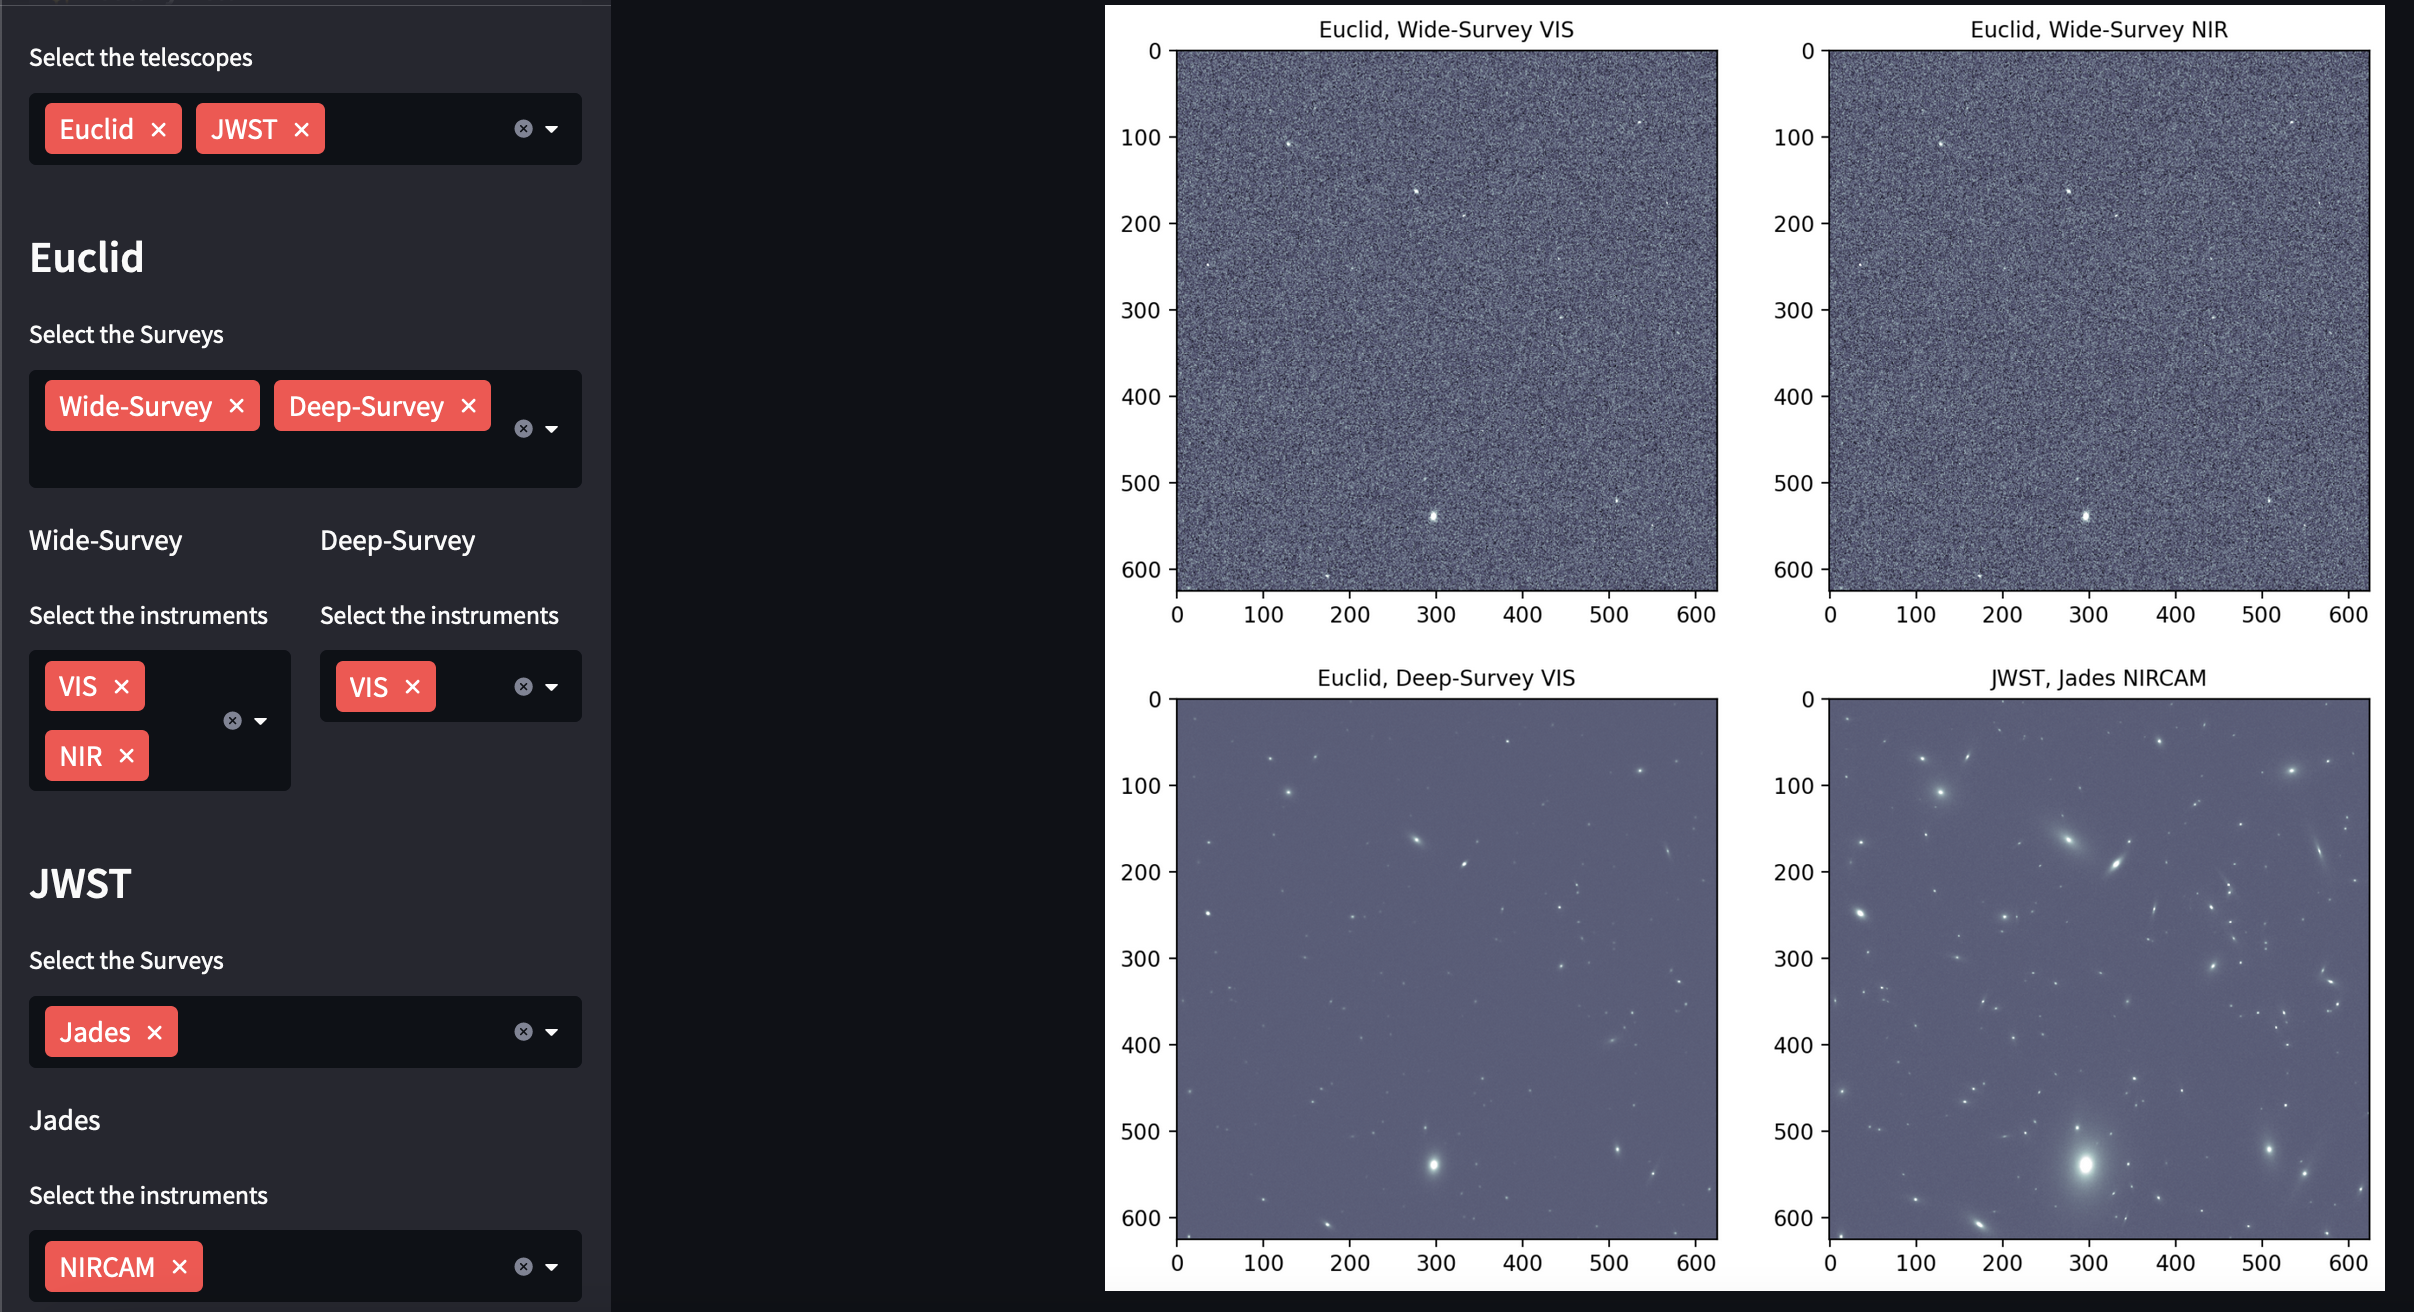 Select the telescopes
Euclid × JWST ×
Euclid
Select the Surveys
Wide-Survey × Deep-Survey ×
Wide-Survey Deep-Survey
Select the instruments Select the instruments
VIS × VIS ×
NIR ×
JWST
Select the Surveys
Jades ×
Jades
Select the instruments
NIRCAM ×
Euclid, Wide-Survey VIS
0
100
200
300
400
500
600
0 100 200 300 400 500 600
Euclid, Wide-Survey NIR
0
100
200
300
400
500
600
0 100 200 300 400 500 600
Euclid, Deep-Survey VIS
0
100
200
300
400
500
600
0 100 200 300 400 500 600
JWST, Jades NIRCAM
0
100
200
300
400
500
600
0 100 200 300 400 500 600